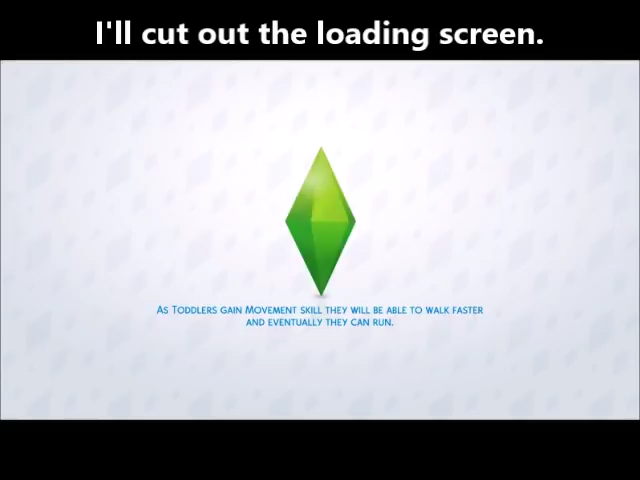 I'll cut out the loading screen.
As Toddlers gain Movement skill they will be able to walk faster
and eventually they can run.